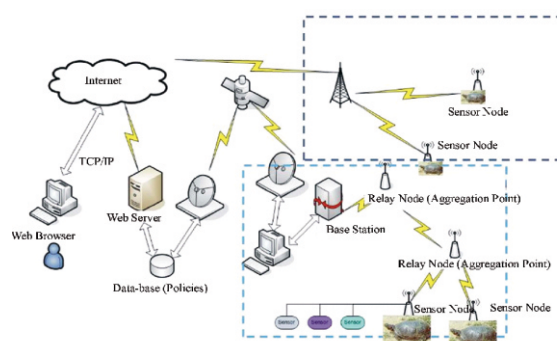 Internet
Sensor Node
Sensor Node
TCP/IP
Relay Node (Aggregation Point)
Web Server
Base Station
Web Browser
Relay Node (Aggregation Point)
Data-base (Policies)
Sensor Node
Sensor Node
SENSOR
SENSOR
SENSOR